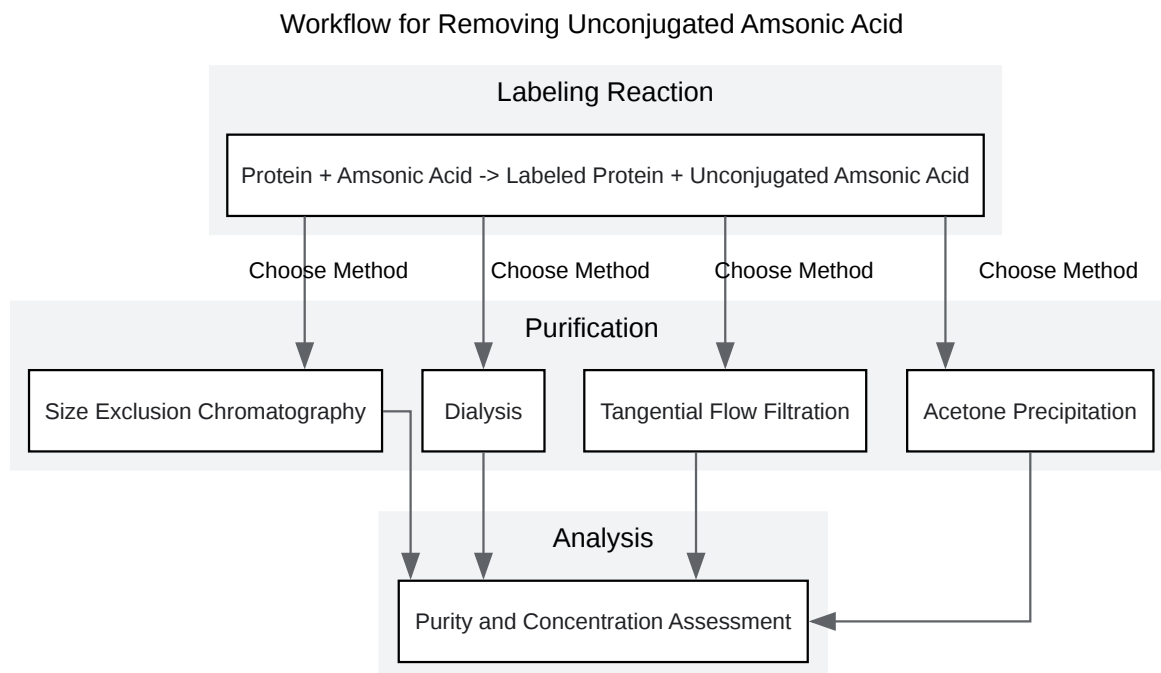 Workflow for Removing Unconjugated Amsonic Acid
Labeling Reaction
Protein + Amsonic Acid -> Labeled Protein + Unconjugated Amsonic Acid
Choose Method
Choose Method
Choose Method
Choose Method
Purification
Size Exclusion Chromatography
Dialysis
Tangential Flow Filtration
Acetone Precipitation
Analysis
Purity and Concentration Assessment